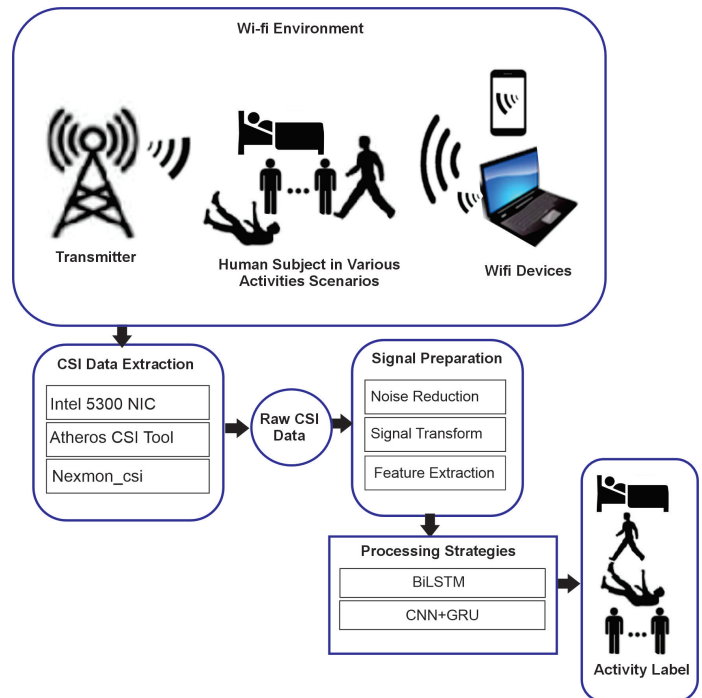 Wi-fi Environment
Transmitter
Human Subject in Various
Activities Scenarios
Wifi Devices
CSI Data Extraction
Intel 5300 NIC
Atheros CSI Tool
Nexmon_csi
Raw CSI
Data
Signal Preparation
Noise Reduction
Signal Transform
Feature Extraction
Processing Strategies
BiLSTM
CNN+GRU
Activity Label